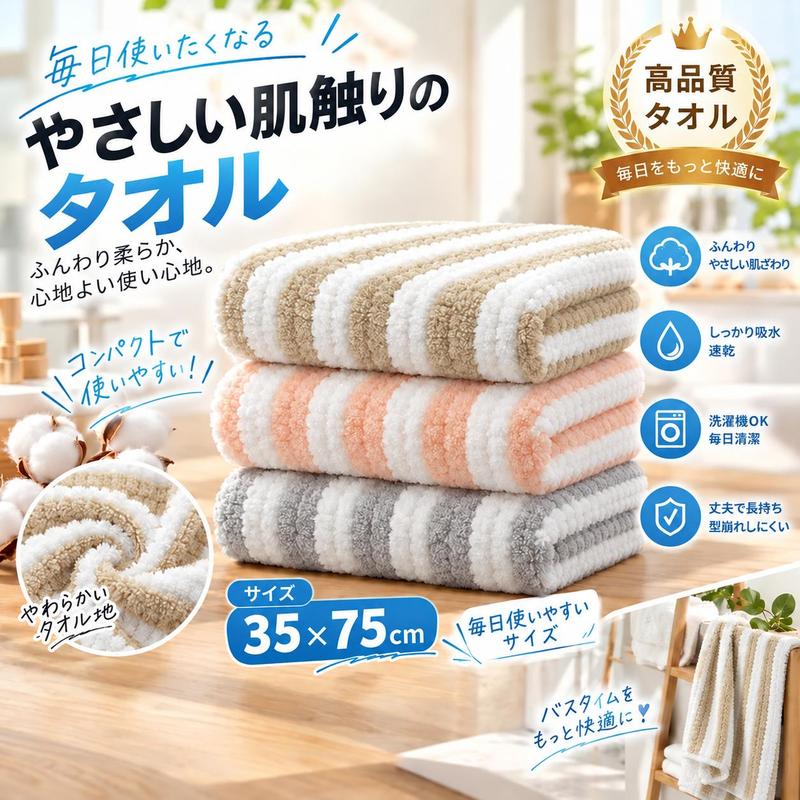 毎日使いたくなる
やさしい肌触りの
タオル
ふんわり柔らか、
心地よい使い心地。
コンパクトで
使いやすい!
高品質
タオル
毎日をもっと快適に
ふんわり
やさしい肌ざわり
しっかり吸水
速乾
洗濯機OK
毎日清潔
丈夫で長持ち
型崩れしにくい
やわらかい
タオル地
サイズ
35×75cm
毎日使いやすい
サイズ
バスタイムを
もっと快適に!